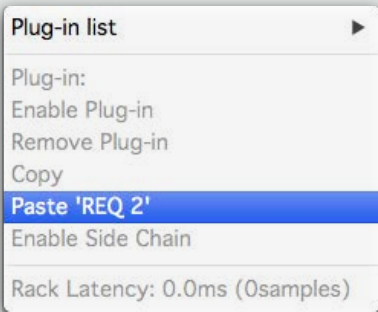 Plug-in list
Plug-in:
Enable Plug-in
Remove Plug-in
Copy
Paste 'REQ 2'
Enable Side Chain
Rack Latency: 0.0ms (0samples)